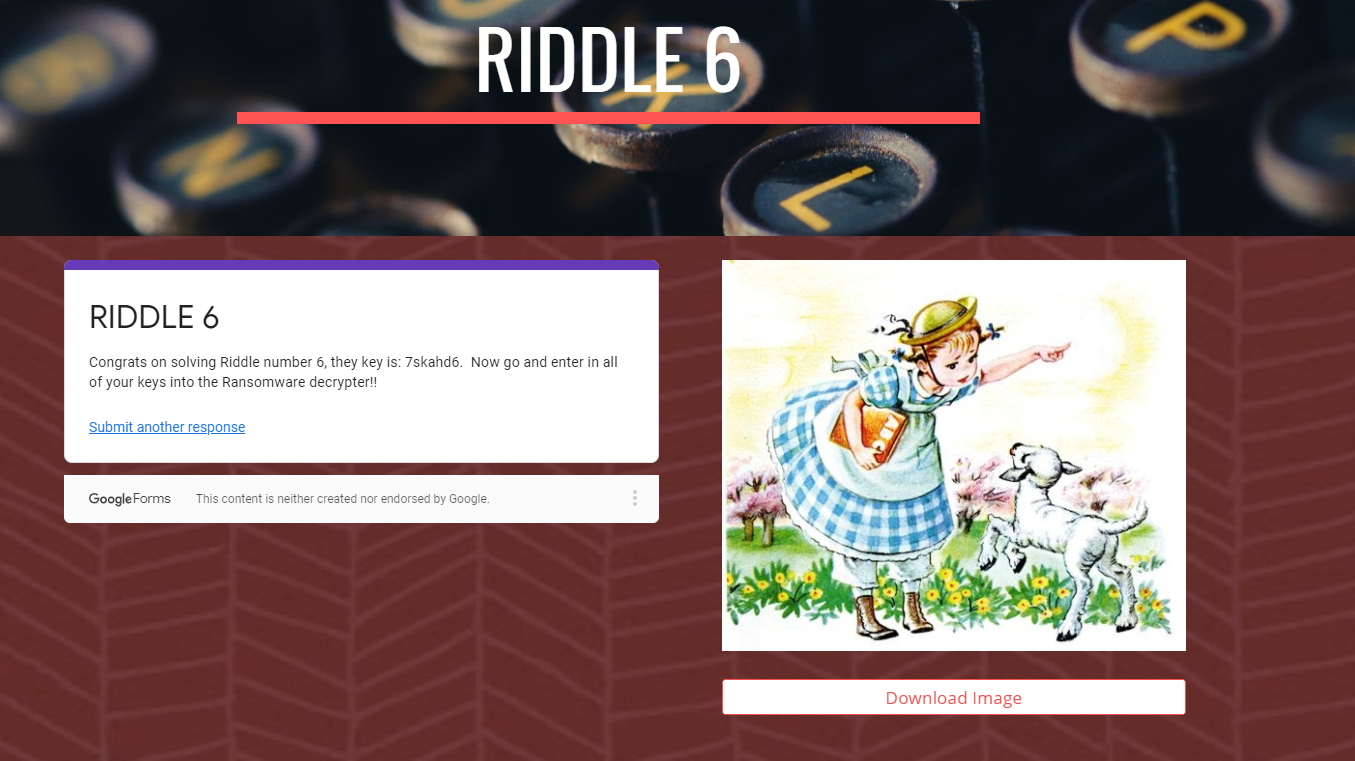 RIDDLE 6
P
K
N
L
RIDDLE 6
Congrats on solving Riddle number 6, they key is: 7skahd6.  Now go and enter in all
of your keys into the Ransomware decrypter!!
Submit another response
Google Forms
This content is neither created nor endorsed by Google.
Download Image